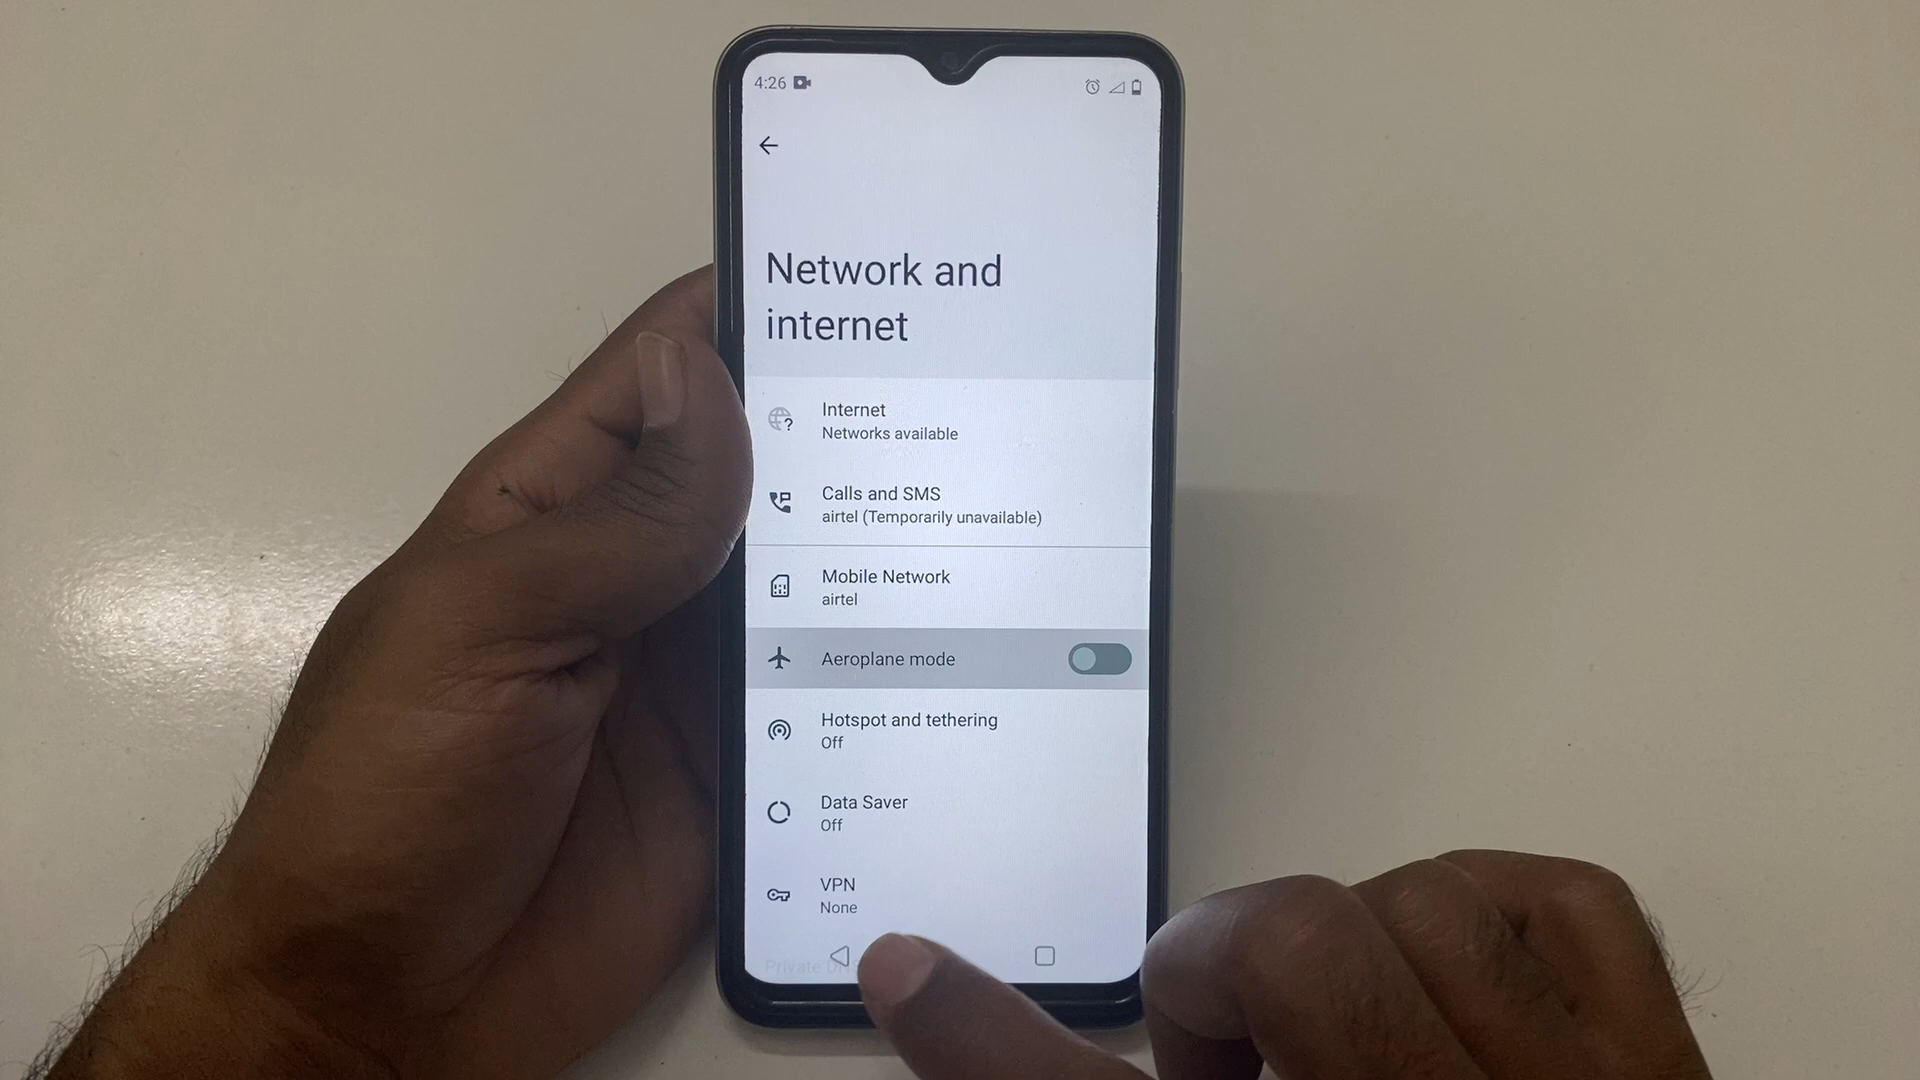 4:26
Network and
internet
Internet
Networks available
Calls and SMS
airtel (Temporarily unavailable)
Mobile Network
airtel
Aeroplane mode
Hotspot and tethering
Off
Data Saver
Off
VPN
None
Private